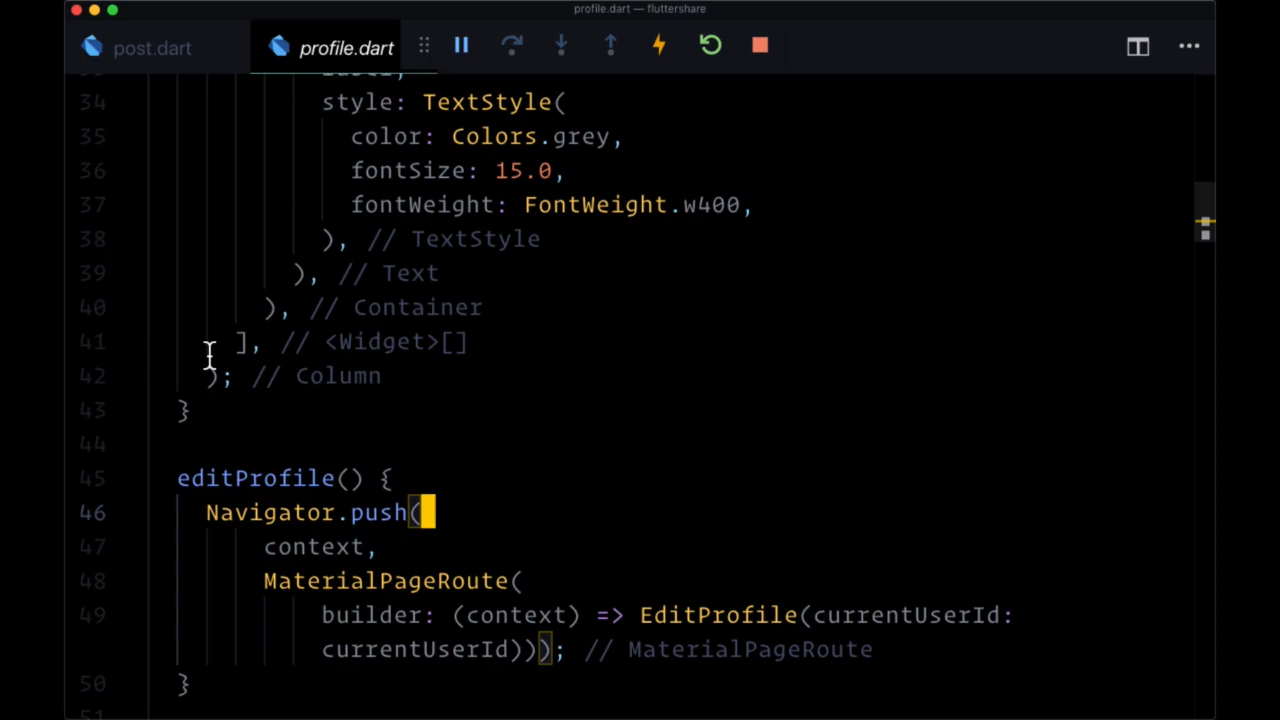 profile.dart — fluttershare
post.dart
profile.dart
34 style: TextStyle(
35 color: Colors.grey,
36 fontSize: 15.0,
37 fontWeight: FontWeight.w400,
38 ), // TextStyle
39 ), // Text
40 ), // Container
41 ], // <Widget>[]
42 ); // Column
43 }
44
45 editProfile() {
46 Navigator.push(
47 context,
48 MaterialPageRoute(
49 builder: (context) => EditProfile(currentUserId:
currentUserId))); // MaterialPageRoute
50 }